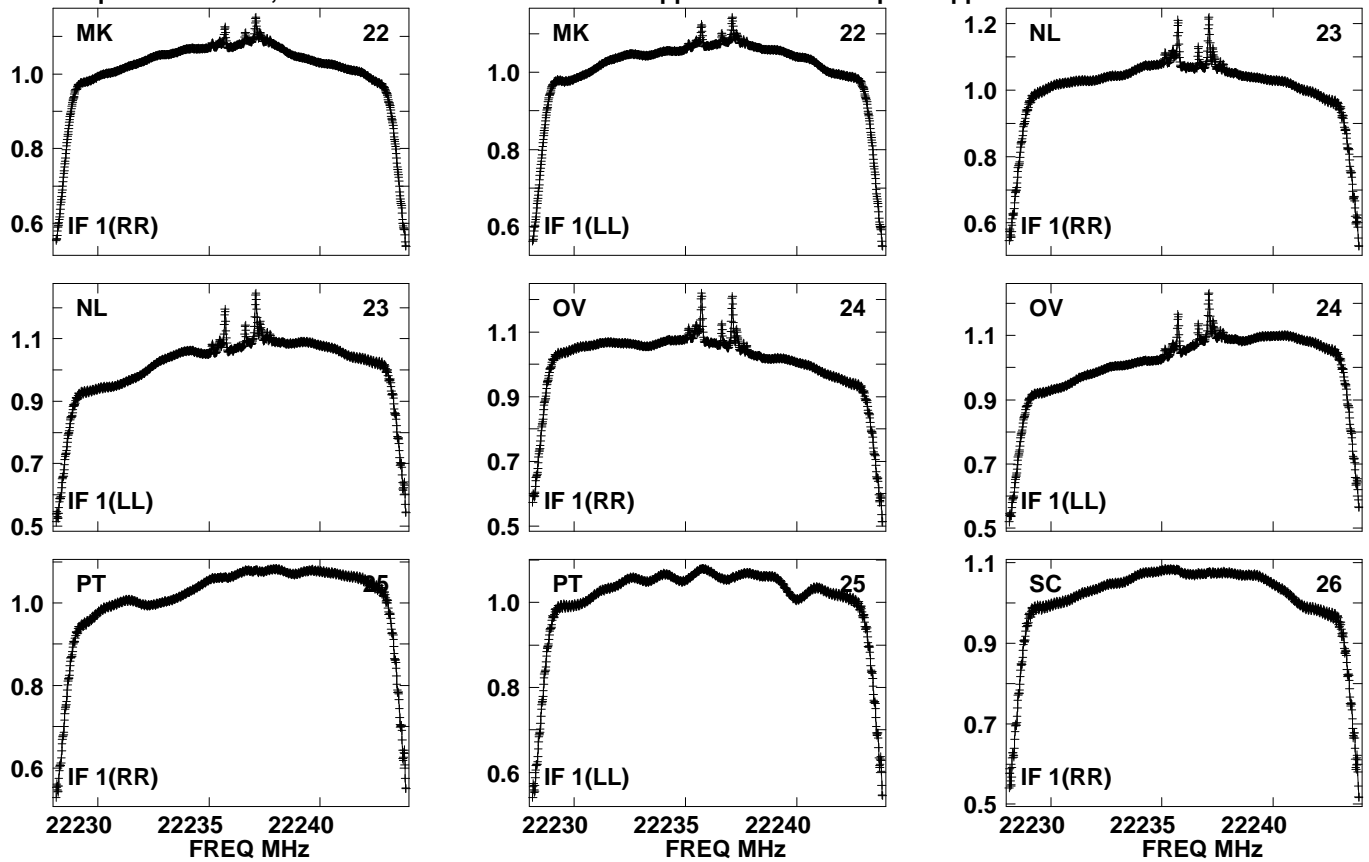 MK 22
1.0
0.8
0.6
IF 1(RR)
MK 22
1.0
0.8
0.6
IF 1(LL)
NL 23
1.2
1.0
0.8
0.6
IF 1(RR)
NL 23
1.1
0.9
0.7
0.5
IF 1(LL)
OV 24
1.1
0.9
0.7
0.5
IF 1(RR)
OV 24
1.1
0.9
0.7
0.5
IF 1(LL)
PT 25
1.0
0.8
0.6
IF 1(RR)
22230 22235 22240
FREQ MHz
PT 25
1.0
0.8
0.6
IF 1(LL)
22230 22235 22240
FREQ MHz
SC 26
1.1
0.9
0.7
0.5
IF 1(RR)
22230 22235 22240
FREQ MHz